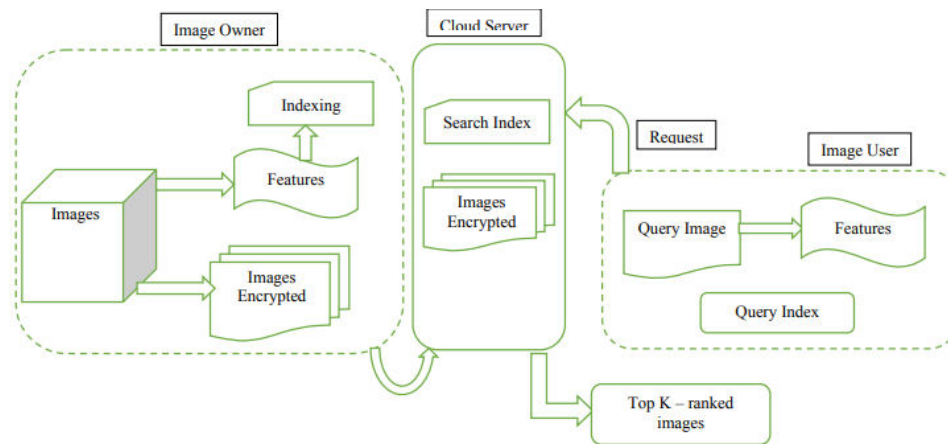 Image Owner
Cloud Server
Indexing
Search Index
Request
Image User
Features
Images
Images
Encrypted
Query Image
Features
Images
Encrypted
Query Index
Top K – ranked
images